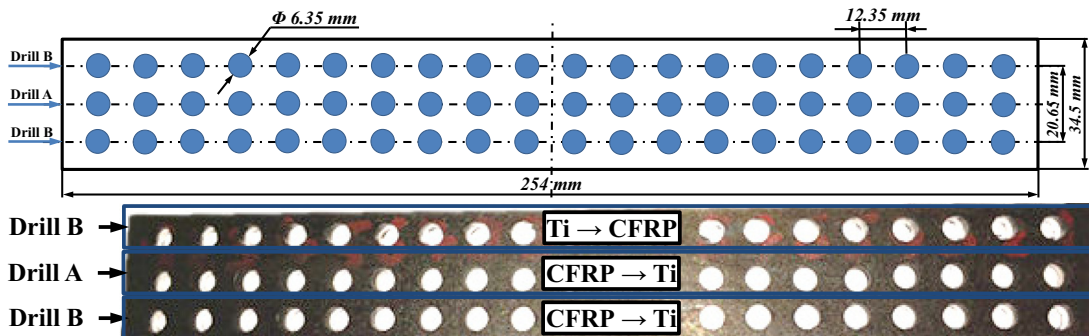 Φ 6.35 mm
12.35 mm
Drill B
Drill A
Drill B
20.65 mm
34.5 mm
254 mm
Drill B
Ti → CFRP
Drill A
CFRP → Ti
Drill B
CFRP → Ti